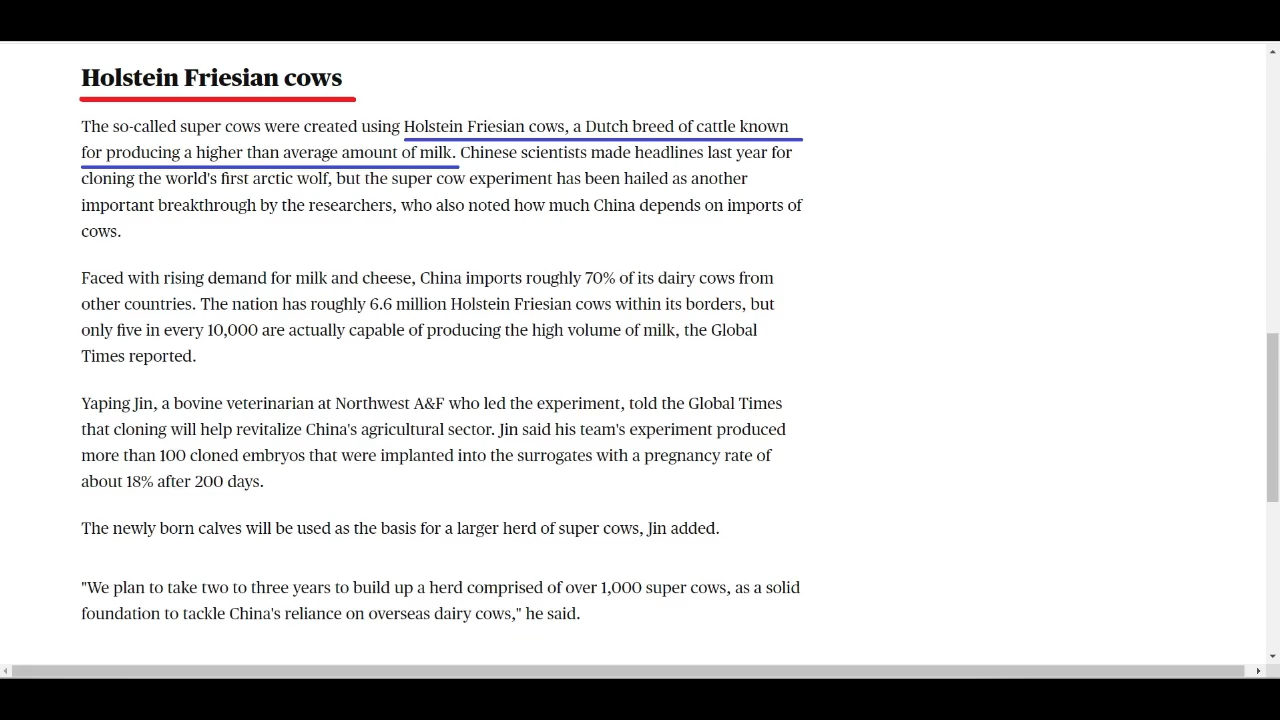 Holstein Friesian cows
The so-called super cows were created using Holstein Friesian cows, a Dutch breed of cattle known
for producing a higher than average amount of milk. Chinese scientists made headlines last year for
cloning the world's first arctic wolf, but the super cow experiment has been hailed as another
important breakthrough by the researchers, who also noted how much China depends on imports of
cows.
Faced with rising demand for milk and cheese, China imports roughly 70% of its dairy cows from
other countries. The nation has roughly 6.6 million Holstein Friesian cows within its borders, but
only five in every 10,000 are actually capable of producing the high volume of milk, the Global
Times reported.
Yaping Jin, a bovine veterinarian at Northwest A&F who led the experiment, told the Global Times
that cloning will help revitalize China's agricultural sector. Jin said his team's experiment produced
more than 100 cloned embryos that were implanted into the surrogates with a pregnancy rate of
about 18% after 200 days.
The newly born calves will be used as the basis for a larger herd of super cows, Jin added.
"We plan to take two to three years to build up a herd comprised of over 1,000 super cows, as a solid
foundation to tackle China's reliance on overseas dairy cows," he said.